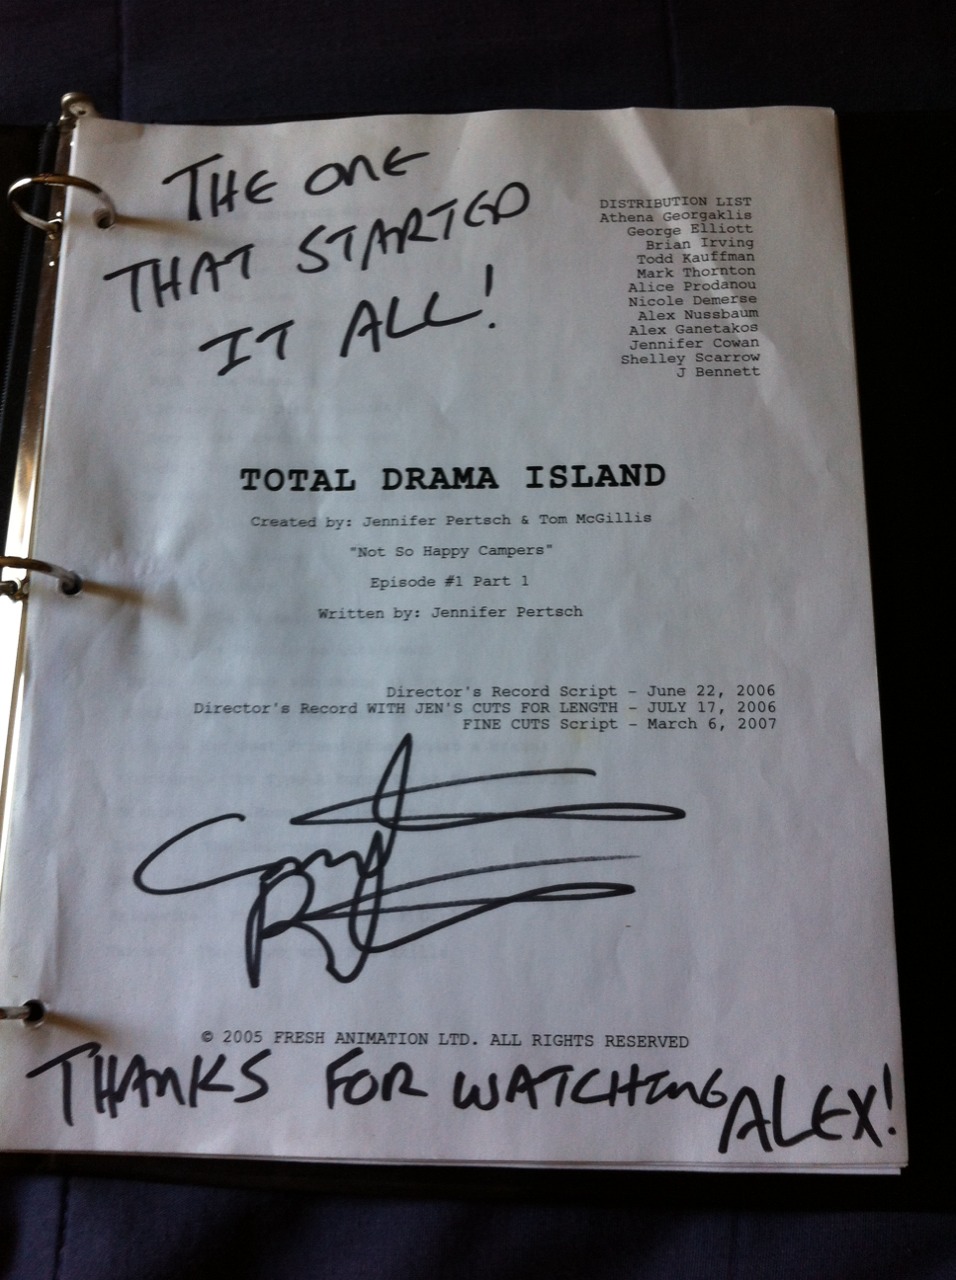 THE ONE
THAT STARTED
IT ALL!
DISTRIBUTION LIST
Athena Georgaklis
George Elliott
Brian Irving
Todd Kauffman
Mark Thornton
Alice Prodanou
Nicole Demerse
Alex Nussbaum
Alex Ganetakos
Jennifer Cowan
Shelley Scarrow
J Bennett
TOTAL DRAMA ISLAND
Created by: Jennifer Pertsch & Tom McGillis
"Not So Happy Campers"
Episode #1 Part 1
Written by: Jennifer Pertsch
Director's Record Script - June 22, 2006
Director's Record WITH JEN'S CUTS FOR LENGTH - JULY 17, 2006
FINE CUTS Script - March 6, 2007
© 2005 FRESH ANIMATION LTD. ALL RIGHTS RESERVED
THANKS FOR WATCHING ALEX!